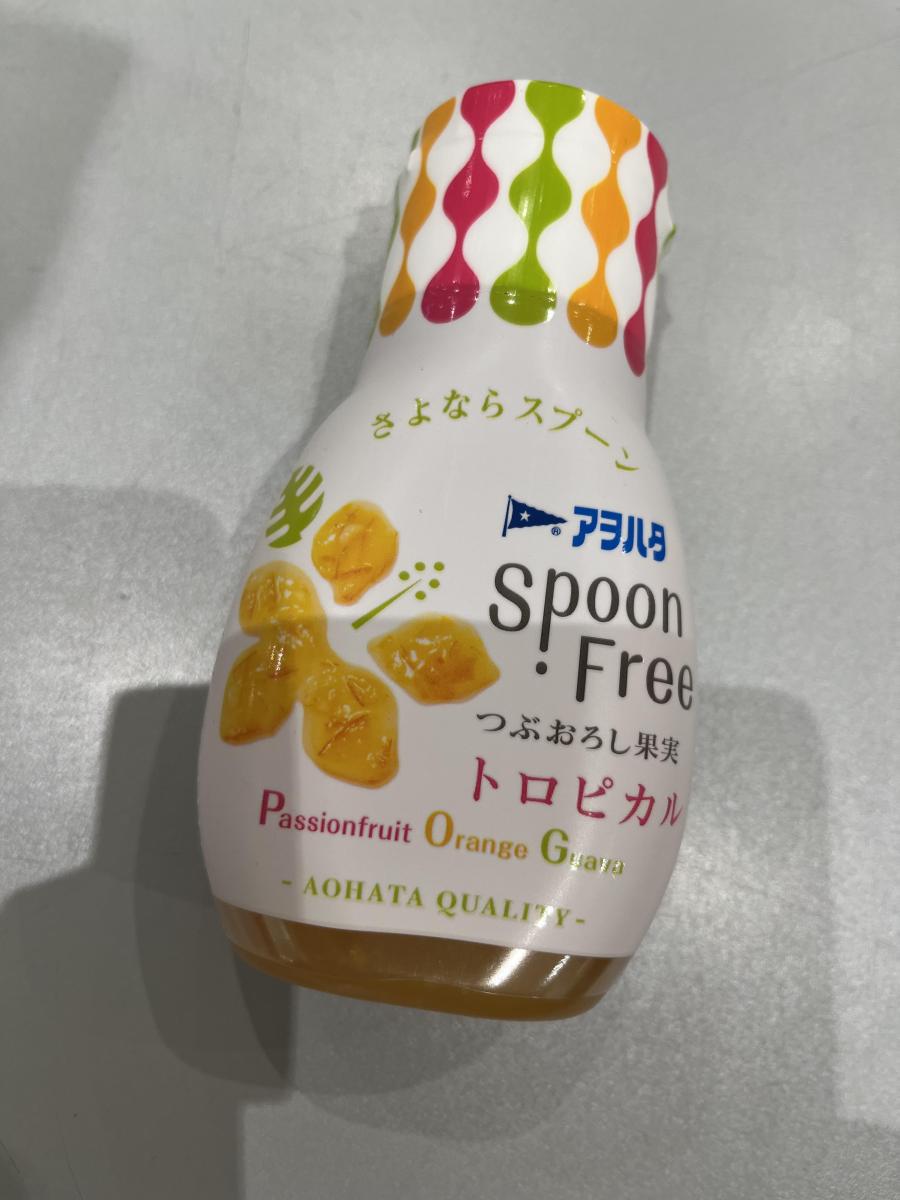 さよならスプーン
アヲハタ
Spoon
Free
つぶおろし果実
トロピカル
Passionfruit Orange Guava
- AOHATA QUALITY -